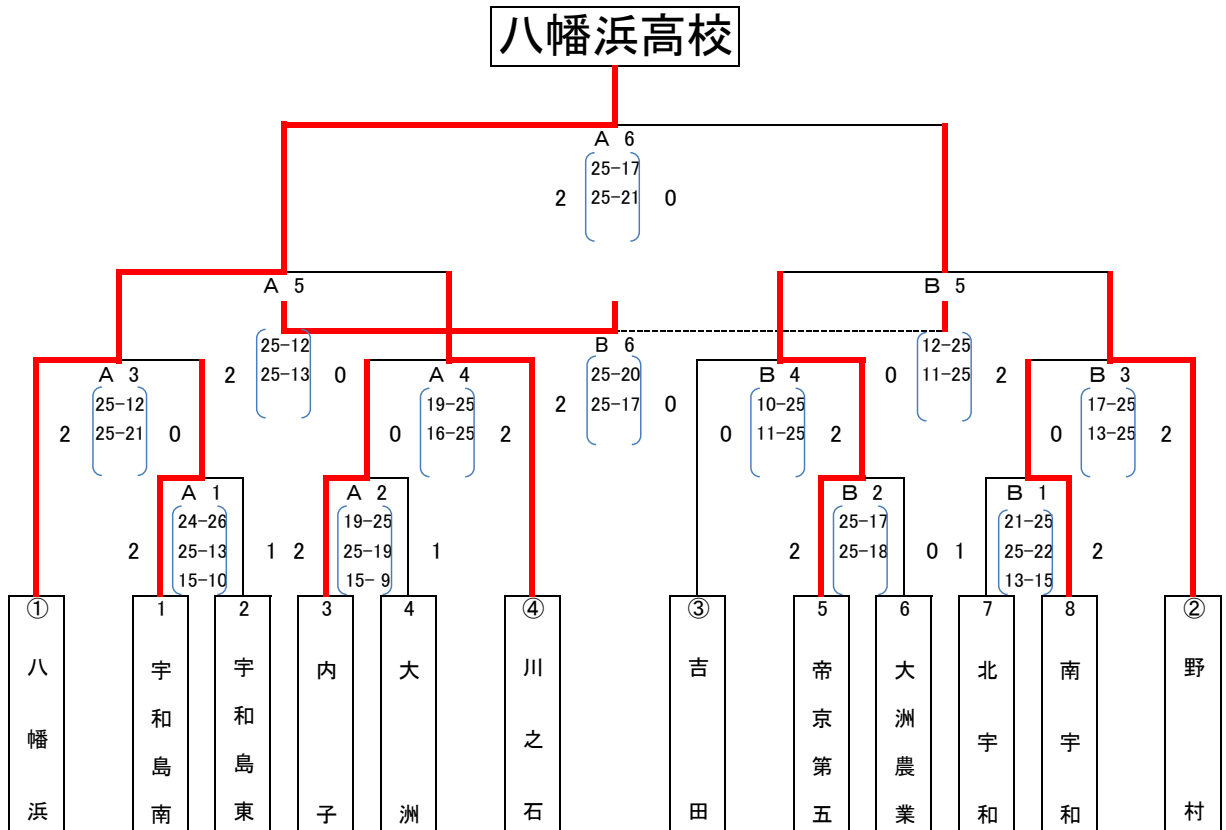 八幡浜高校
A 6
25-17
2 25-21 0
A 5
B 5
25-12
2 25-13 0
B 6
25-20
2 25-17 0
12-25
0 11-25 2
A 3
25-12
2 25-21 0
A 4
19-25
0 16-25 2
B 4
10-25
0 11-25 2
B 3
17-25
0 13-25 2
A 1
24-26
2 25-13 1
15-10
A 2
19-25
2 25-19 1
15- 9
B 2
25-17
2 25-18 0
B 1
21-25
1 25-22 2
13-15
① 八幡浜
1 宇和島南
2 宇和島東
3 内子
4 大洲
④ 川之石
③ 吉田
5 帝京第五
6 大洲農業
7 北宇和
8 南宇和
② 野村